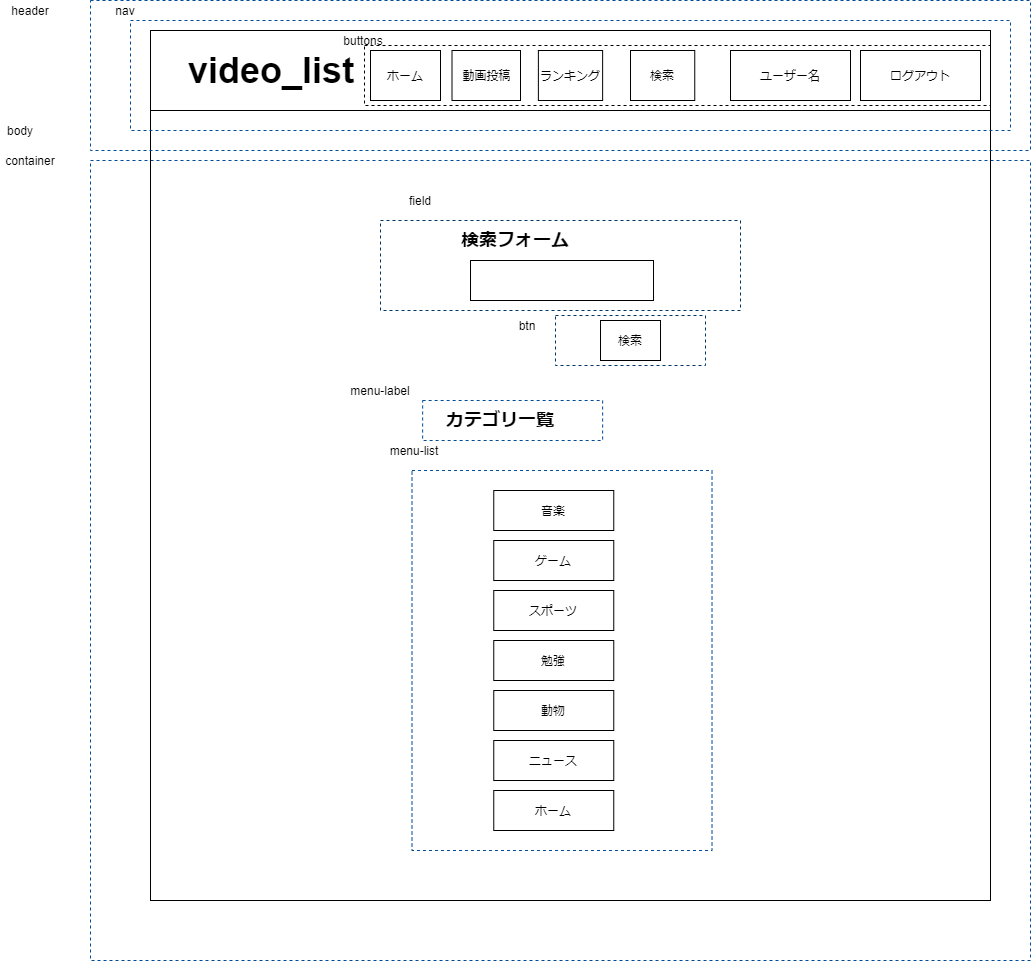 header
nav
buttons
video_list
ホーム
動画投稿
ランキング
検索
ユーザー名
ログアウト
body
container
field
検索フォーム
btn
検索
menu-label
カテゴリ一覧
menu-list
音楽
ゲーム
スポーツ
勉強
動物
ニュース
ホーム